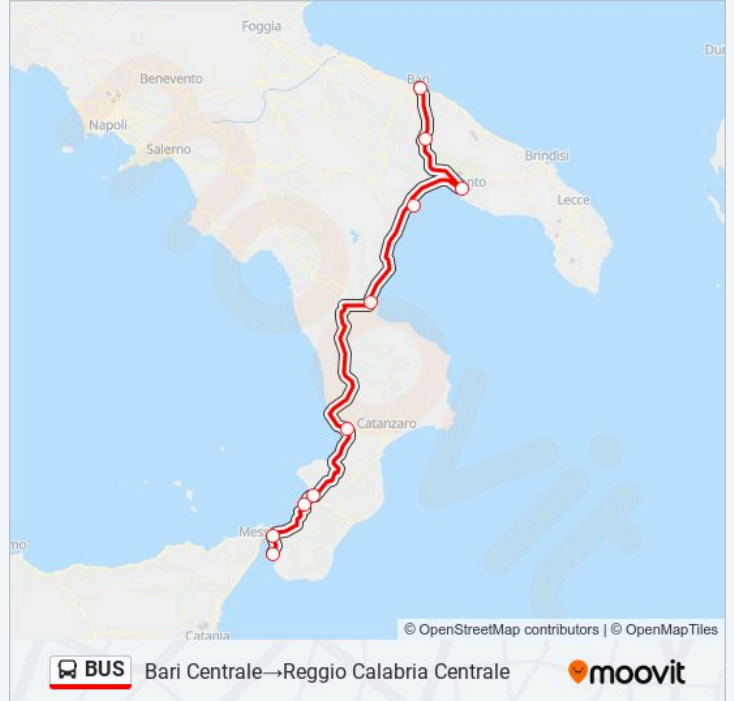 Foggia
Dur
Bari
Benevento
Napoli
Salerno
Brindisi
nto
Lecce
Catanzaro
Mess
mo
Catania
© OpenStreetMap contributors | © OpenMapTiles
BUS Bari Centrale→Reggio Calabria Centrale
moovit